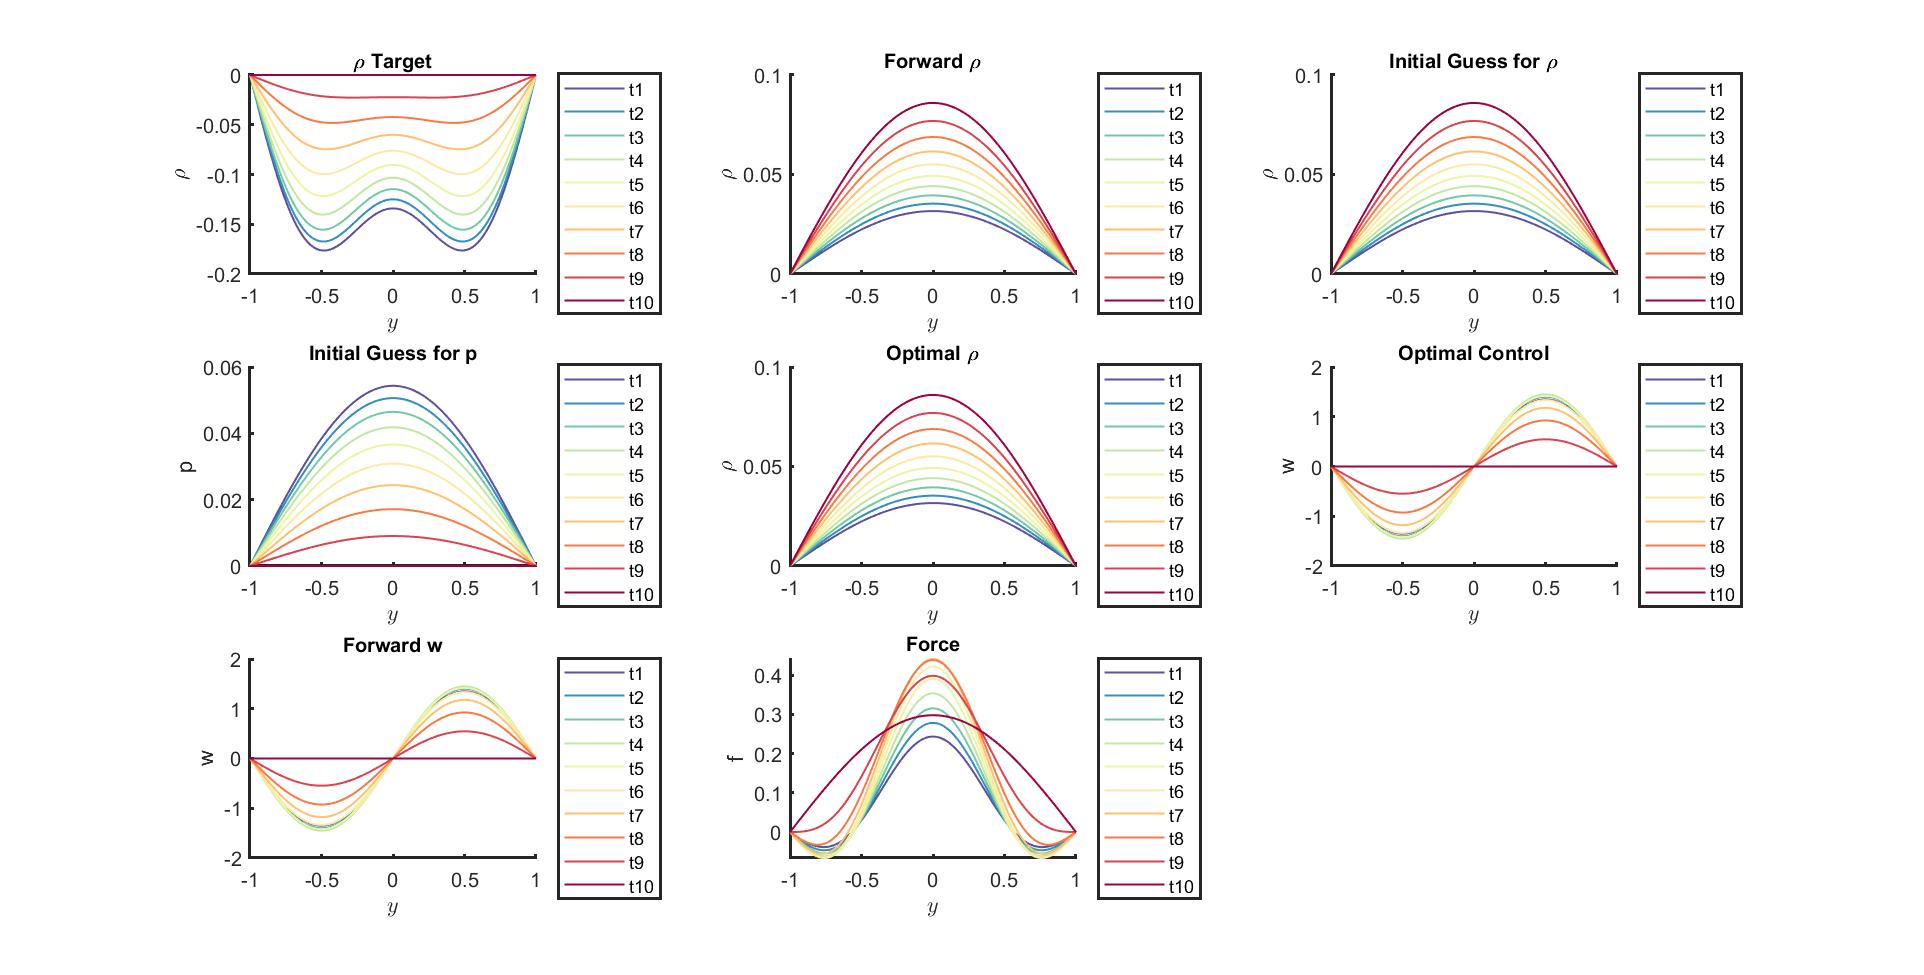 ρ Target
0
-0.05
-0.1
-0.15
-0.2
ρ
-1
-0.5
0
0.5
1
y
t1
t2
t3
t4
t5
t6
t7
t8
t9
t10
Forward ρ
0.1
0.05
0
ρ
-1
-0.5
0
0.5
1
y
t1
t2
t3
t4
t5
t6
t7
t8
t9
t10
Initial Guess for ρ
0.1
0.05
0
ρ
-1
-0.5
0
0.5
1
y
t1
t2
t3
t4
t5
t6
t7
t8
t9
t10
Initial Guess for p
0.06
0.04
0.02
0
p
-1
-0.5
0
0.5
1
y
t1
t2
t3
t4
t5
t6
t7
t8
t9
t10
Optimal ρ
0.1
0.05
0
ρ
-1
-0.5
0
0.5
1
y
t1
t2
t3
t4
t5
t6
t7
t8
t9
t10
Optimal Control
2
1
0
-1
-2
w
-1
-0.5
0
0.5
1
y
t1
t2
t3
t4
t5
t6
t7
t8
t9
t10
Forward w
2
1
0
-1
-2
w
-1
-0.5
0
0.5
1
y
t1
t2
t3
t4
t5
t6
t7
t8
t9
t10
Force
0.4
0.3
0.2
0.1
0
f
-1
-0.5
0
0.5
1
y
t1
t2
t3
t4
t5
t6
t7
t8
t9
t10